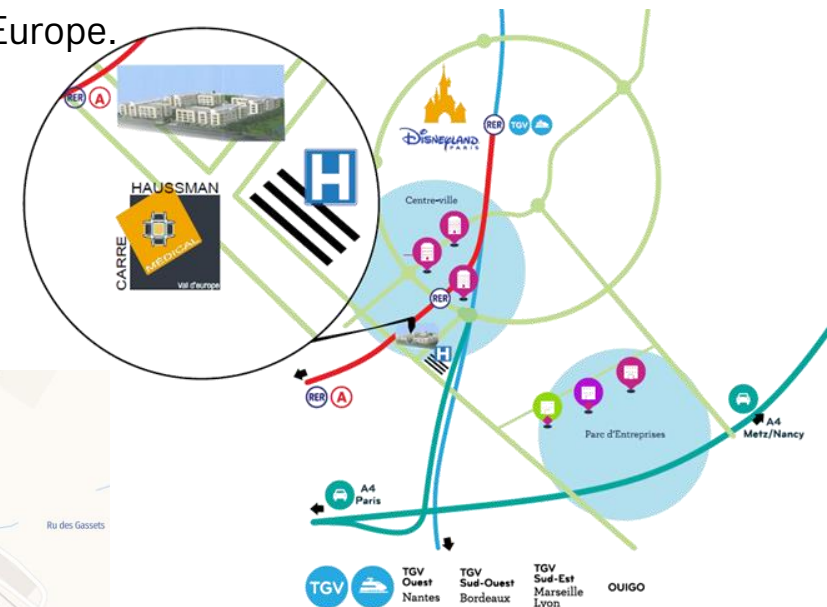 Europe.
RER A
H
HAUSSMAN
CARRE
MÉDICAL
Val d'europe
DISNEYLAND
PARIS
RER TGV
Centre-ville
RER
H
RER A
Parc d'Entreprises
A4
Metz/Nancy
A4
Paris
Ru des Gassets
TGV
TGV
Ouest
Nantes
TGV
Sud-Ouest
Bordeaux
TGV
Sud-Est
Marseille
Lyon
OUIGO